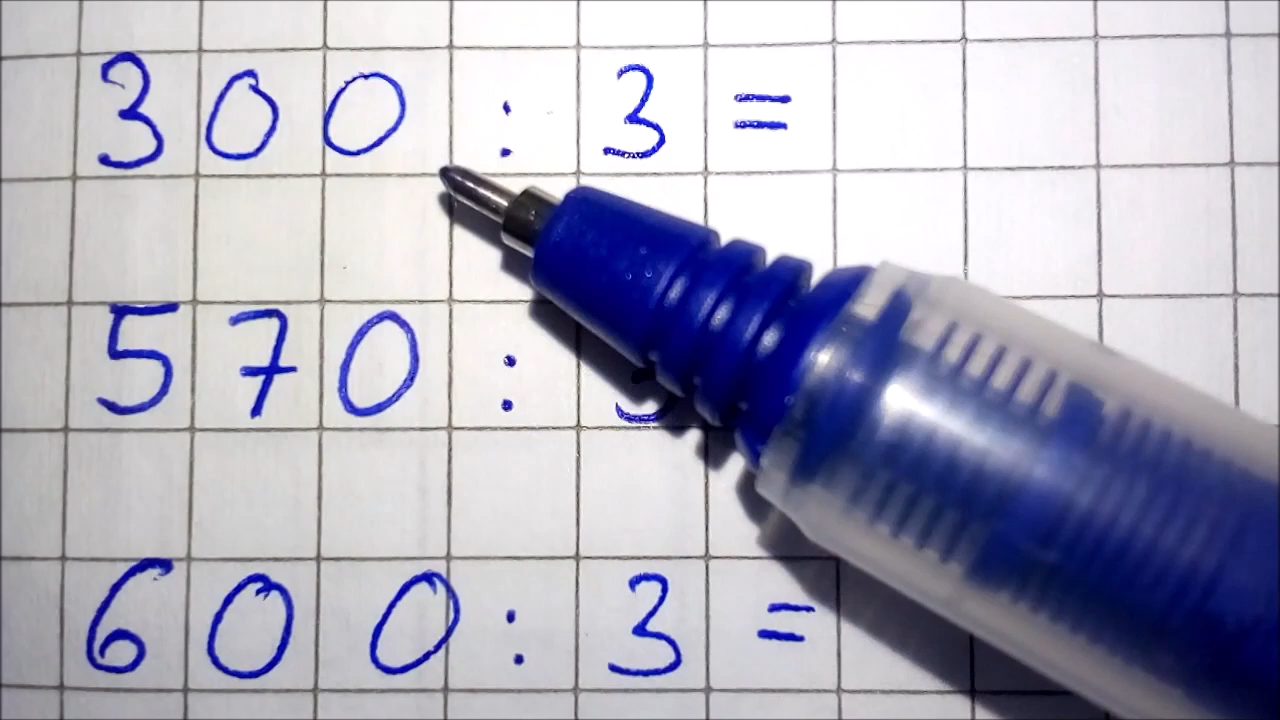 300 : 3 =
570 :
600 : 3 =